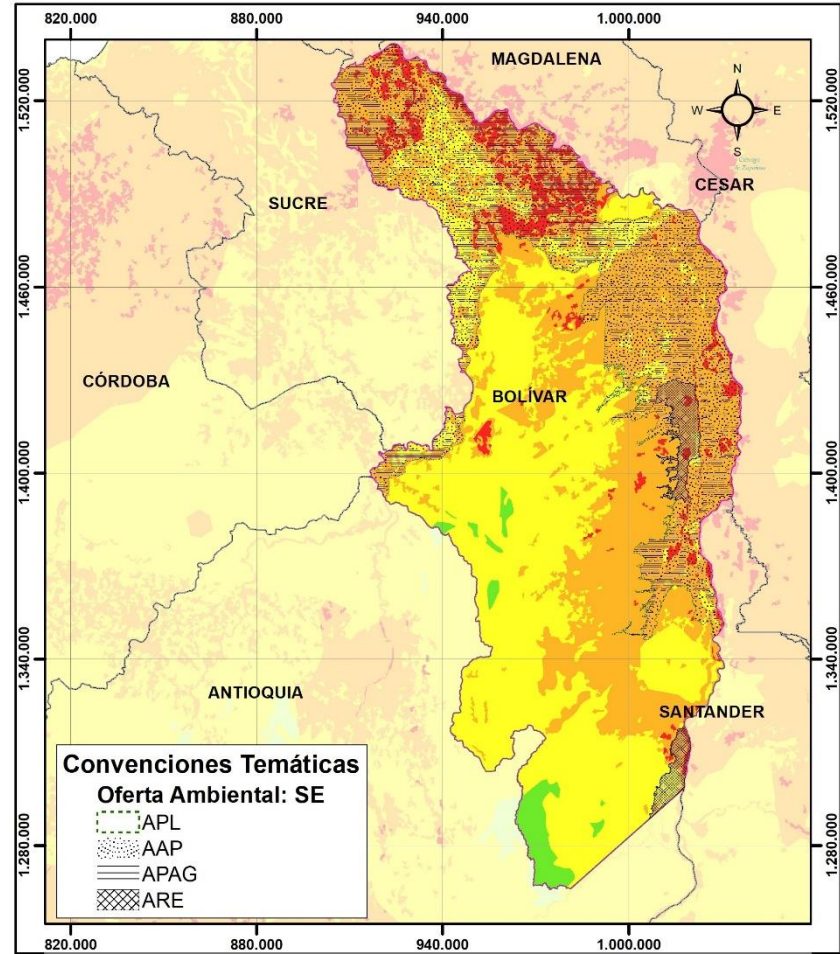 820.000 880.000 940.000 1.000.000
MAGDALENA
N
1.520.000 W E 1.520.000
S
CESAR
SUCRE
1.460.000 1.460.000
CÓRDOBA
BOLÍVAR
1.400.000 1.400.000
1.340.000 1.340.000
ANTIOQUIA
SANTANDER
Convenciones Temáticas
Oferta Ambiental: SE
APL
AAP
APAG
ARE
1.280.000 1.280.000
820.000 880.000 940.000 1.000.000